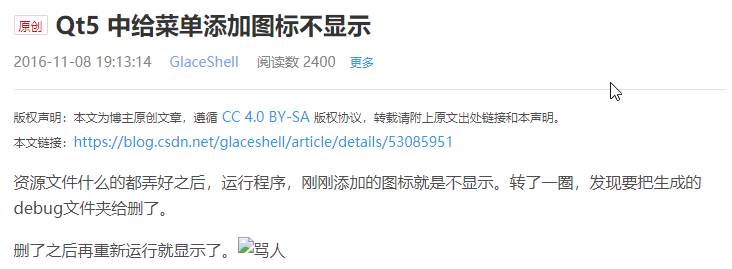 原创 Qt5 中给菜单添加图标不显示
2016-11-08 19:13:14 GlaceShell 阅读数 2400 更多
版权声明：本文为博主原创文章，遵循 CC 4.0 BY-SA 版权协议，转载请附上原文出处链接和本声明。
本文链接：https://blog.csdn.net/glaceshell/article/details/53085951
资源文件什么的都弄好之后，运行程序，刚刚添加的图标就是不显示。转了一圈，发现要把生成的
debug文件夹给删了。
删了之后再重新运行就显示了。骂人